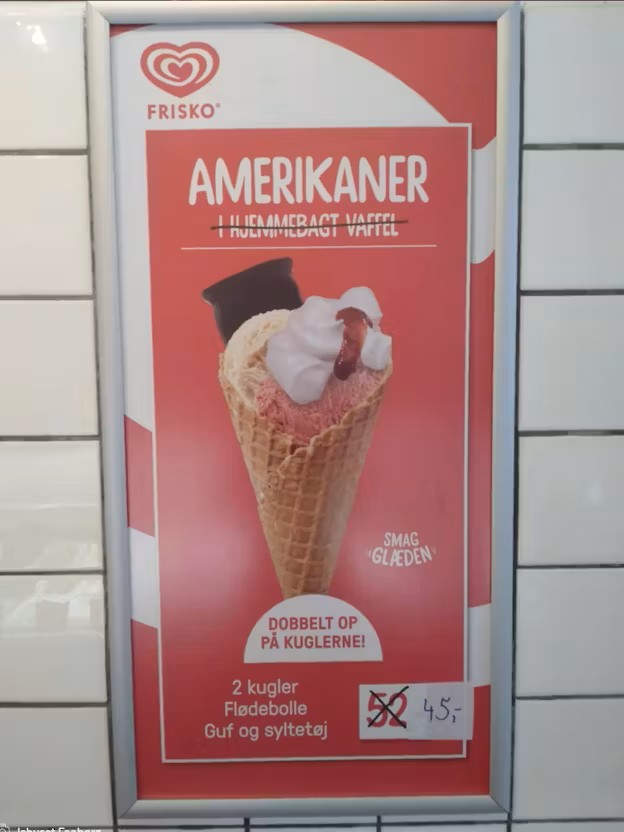 FRISKO®
AMERIKANER
I HJEMMEBAGT VAFFEL
SMAG
GLÆDEN
DOBBELT OP
PÅ KUGLERNE!
2 kugler
Flødebolle
Guf og syltetøj
52 45,-